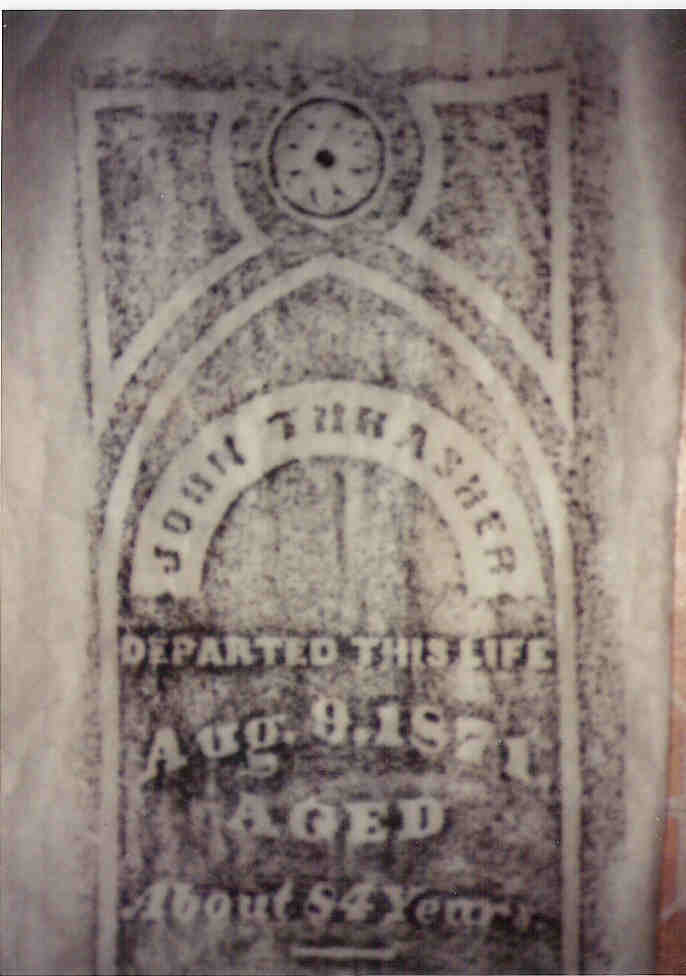 JOHN THRASHER
DEPARTED THIS LIFE
Aug. 9, 1871.
AGED
About 84 Years